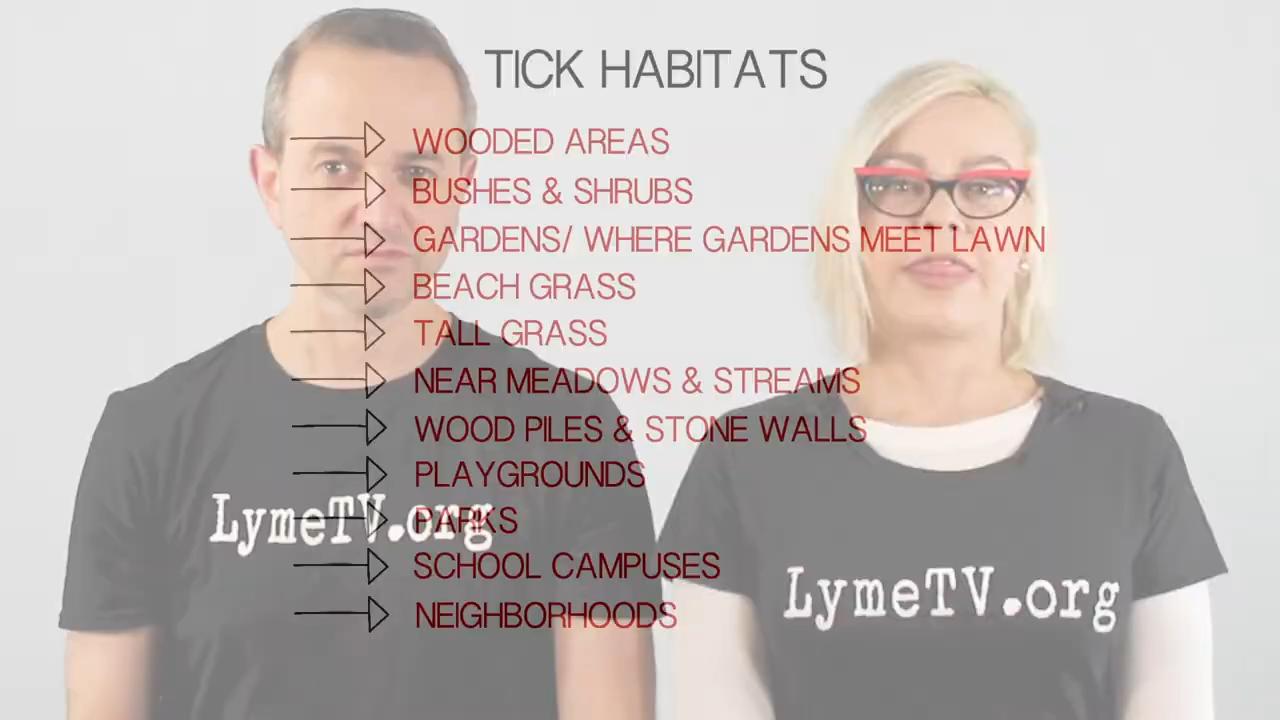 TICK HABITATS
WOODED AREAS
BUSHES & SHRUBS
GARDENS/ WHERE GARDENS MEET LAWN
BEACH GRASS
TALL GRASS
NEAR MEADOWS & STREAMS
WOOD PILES & STONE WALLS
PLAYGROUNDS
PARKS
SCHOOL CAMPUSES
NEIGHBORHOODS
LymeTV.org
LymeTV.org